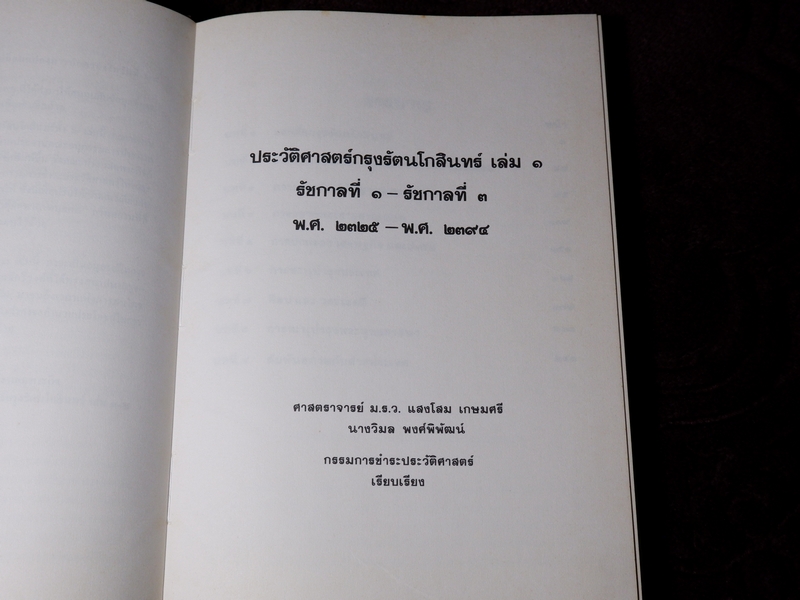 ประวัติศาสตร์กรุงรัตนโกสินทร์ เล่ม ๑
รัชกาลที่ ๑ – รัชกาลที่ ๓
พ.ศ. ๒๓๒๕ – พ.ศ. ๒๓๙๔
ศาสตราจารย์ ม.ร.ว. แสงโสม เกษมศรี
นางวิมล พงศ์พิพัฒน์
กรรมการชำระประวัติศาสตร์
เรียบเรียง